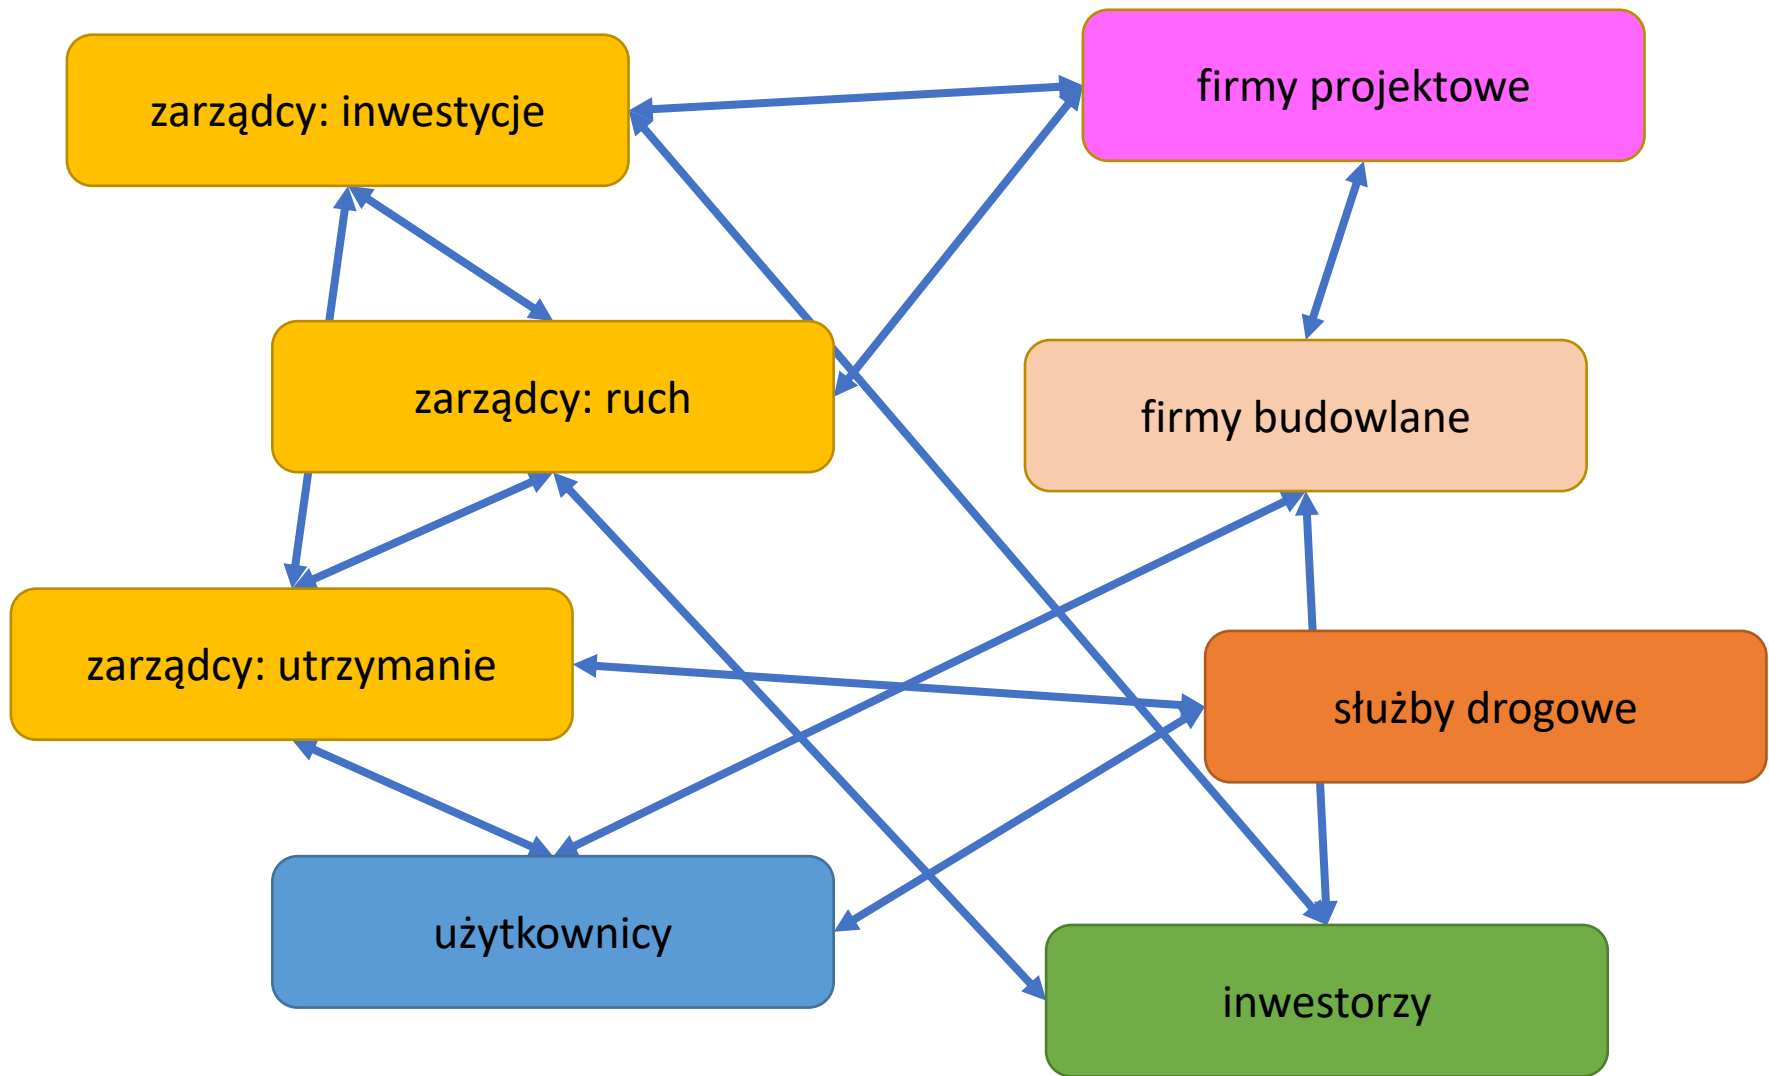 zarządcy: inwestycje
firmy projektowe
zarządcy: ruch
firmy budowlane
zarządcy: utrzymanie
służby drogowe
użytkownicy
inwestorzy